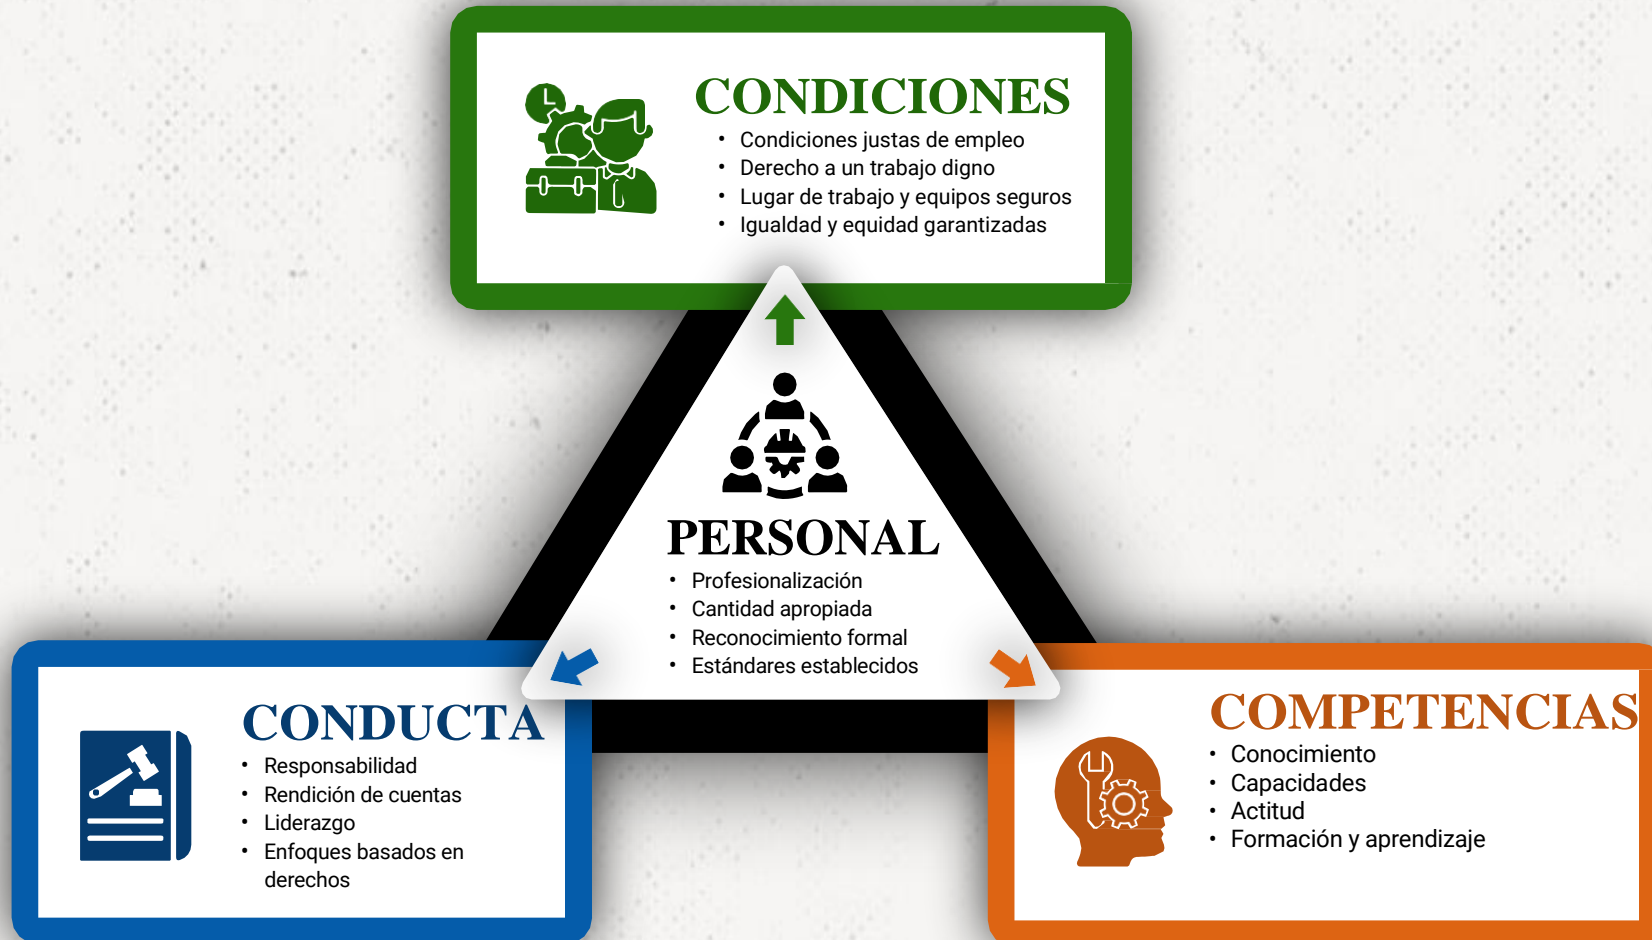 CONDICIONES
• Condiciones justas de empleo
• Derecho a un trabajo digno
• Lugar de trabajo y equipos seguros
• Igualdad y equidad garantizadas
PERSONAL
• Profesionalización
• Cantidad apropiada
• Reconocimiento formal
• Estándares establecidos
CONDUCTA
• Responsabilidad
• Rendición de cuentas
• Liderazgo
• Enfoques basados en
derechos
COMPETENCIAS
• Conocimiento
• Capacidades
• Actitud
• Formación y aprendizaje